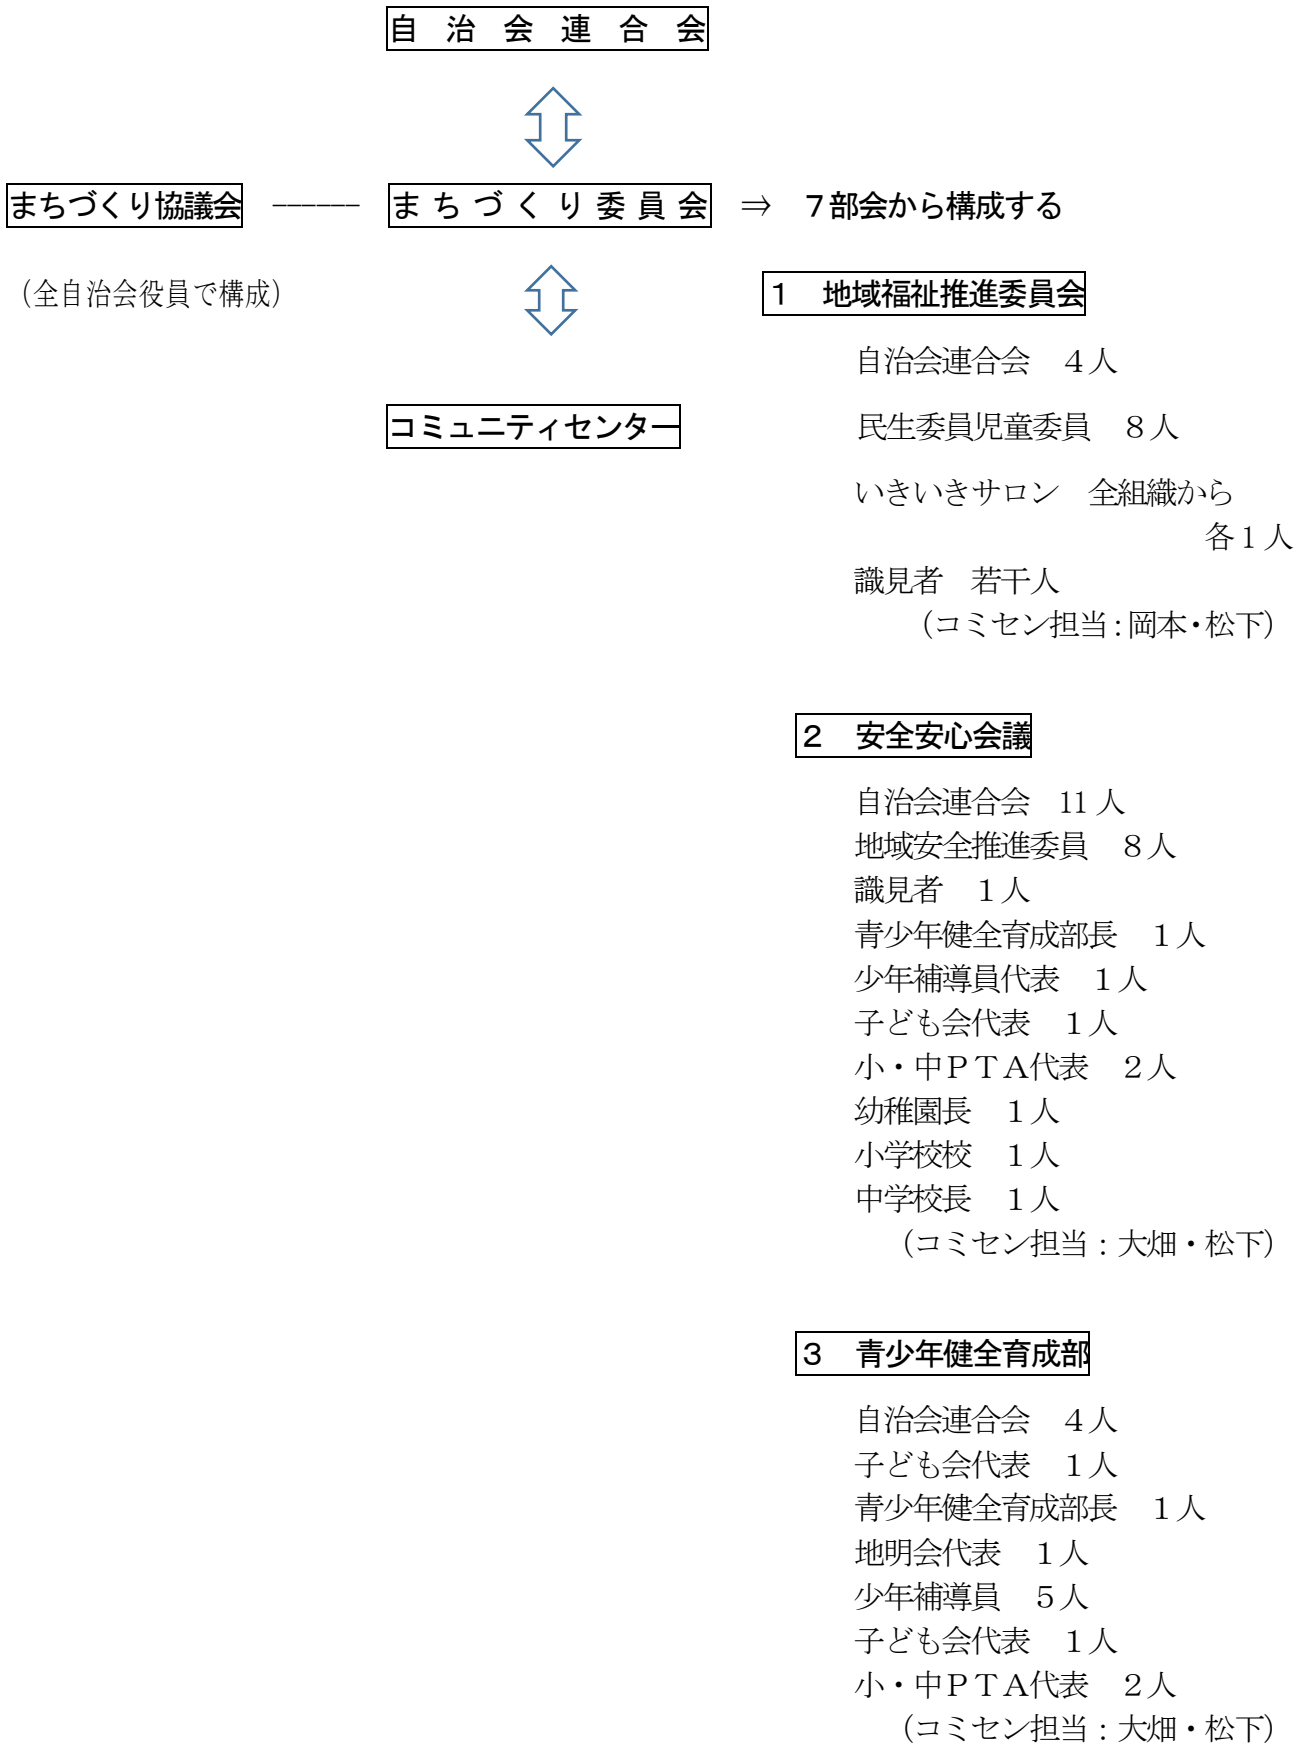 自 治 会 連 合 会
まちづくり協議会 ------ ま ち づ く り 委 員 会 ⇒ ７部会から構成する
（全自治会役員で構成）
コミュニティセンター
１　地域福祉推進委員会
自治会連合会　４人
民生委員児童委員　８人
いきいきサロン　全組織から
各１人
識見者　若干人
（コミセン担当：岡本・松下）
２　安全安心会議
自治会連合会　11 人
地域安全推進委員　８人
識見者　１人
青少年健全育成部長　１人
少年補導員代表　１人
子ども会代表　１人
小・中ＰＴＡ代表　２人
幼稚園長　１人
小学校校　１人
中学校長　１人
（コミセン担当：大畑・松下）
３　青少年健全育成部
自治会連合会　４人
子ども会代表　１人
青少年健全育成部長　１人
地明会代表　１人
少年補導員　５人
子ども会代表　１人
小・中ＰＴＡ代表　２人
（コミセン担当：大畑・松下）